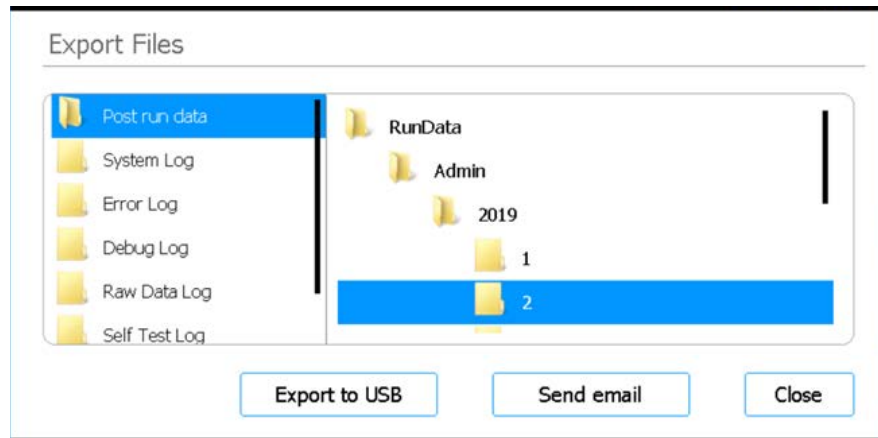 Export Files
Post run data
System Log
Error Log
Debug Log
Raw Data Log
Self Test Log
RunData
Admin
2019
1
2
Export to USB
Send email
Close